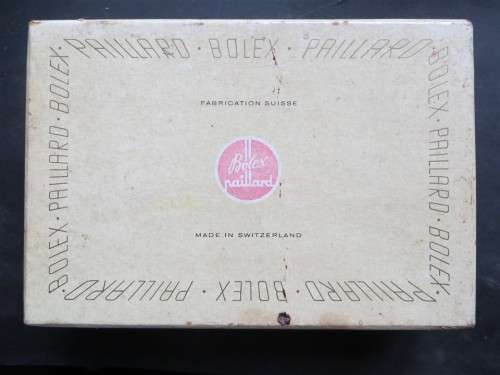 PAILLARD · BOLEX · PAILLARD
BOLEX · PAILLARD · BOLEX ·
FABRICATION SUISSE
Bolex
paillard
MADE IN SWITZERLAND
BOLEX · PAILLARD · BOLEX ·
· PAILLARD · BOLEX · PAILLARD ·